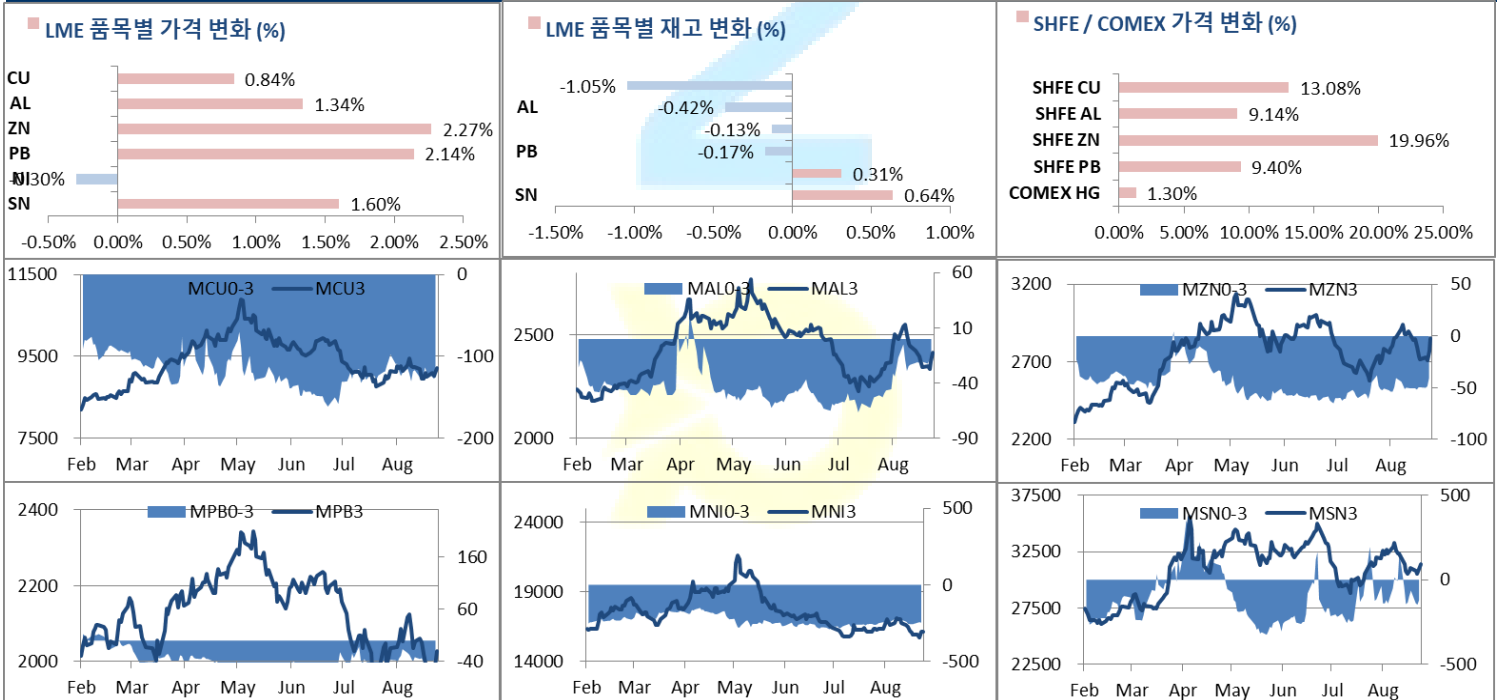 LME 품목별 가격 변화 (%)
CU
0.84%
AL
1.34%
ZN
2.27%
PB
2.14%
NI
-0.30%
SN
1.60%
-0.50% 0.00% 0.50% 1.00% 1.50% 2.00% 2.50%
LME 품목별 재고 변화 (%)
-1.05%
AL
-0.42%
-0.13%
PB
-0.17%
0.31%
SN
0.64%
-1.50% -1.00% -0.50% 0.00% 0.50% 1.00%
SHFE / COMEX 가격 변화 (%)
SHFE CU
13.08%
SHFE AL
9.14%
SHFE ZN
19.96%
SHFE PB
9.40%
COMEX HG
1.30%
0.00% 5.00% 10.00% 15.00% 20.00% 25.00%
MCU0-3 MCU3
11500
9500
7500
0
-100
-200
Feb Mar Apr May Jun Jul Aug
MAL0-3 MAL3
2500
2000
60
10
-40
-90
Feb Mar Apr May Jun Jul Aug
MZN0-3 MZN3
3200
2700
2200
50
0
-50
-100
Feb Mar Apr May Jun Jul Aug
MPB0-3 MPB3
2400
2200
2000
160
60
-40
Feb Mar Apr May Jun Jul Aug
MNI0-3 MNI3
24000
19000
14000
500
0
-500
Feb Mar Apr May Jun Jul Aug
MSN0-3 MSN3
37500
32500
27500
22500
500
0
-500
Feb Mar Apr May Jun Jul Aug